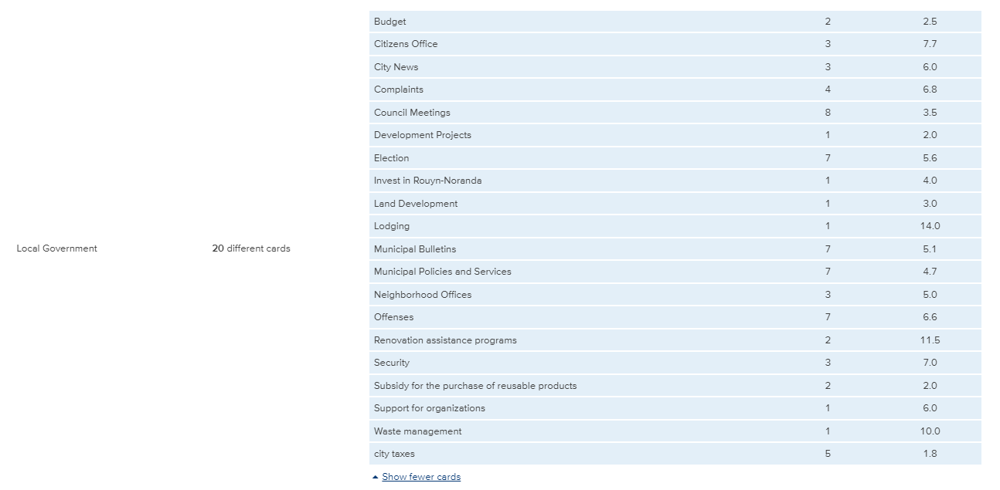 Budget 2 2.5
Citizens Office 3 7.7
City News 3 6.0
Complaints 4 6.8
Council Meetings 8 3.5
Development Projects 1 2.0
Election 7 5.6
Invest in Rouyn-Noranda 1 4.0
Land Development 1 3.0
Lodging 1 14.0
Local Government 20 different cards
Municipal Bulletins 7 5.1
Municipal Policies and Services 7 4.7
Neighborhood Offices 3 5.0
Offenses 7 6.6
Renovation assistance programs 2 11.5
Security 3 7.0
Subsidy for the purchase of reusable products 2 2.0
Support for organizations 1 6.0
Waste management 1 10.0
city taxes 5 1.8
Show fewer cards